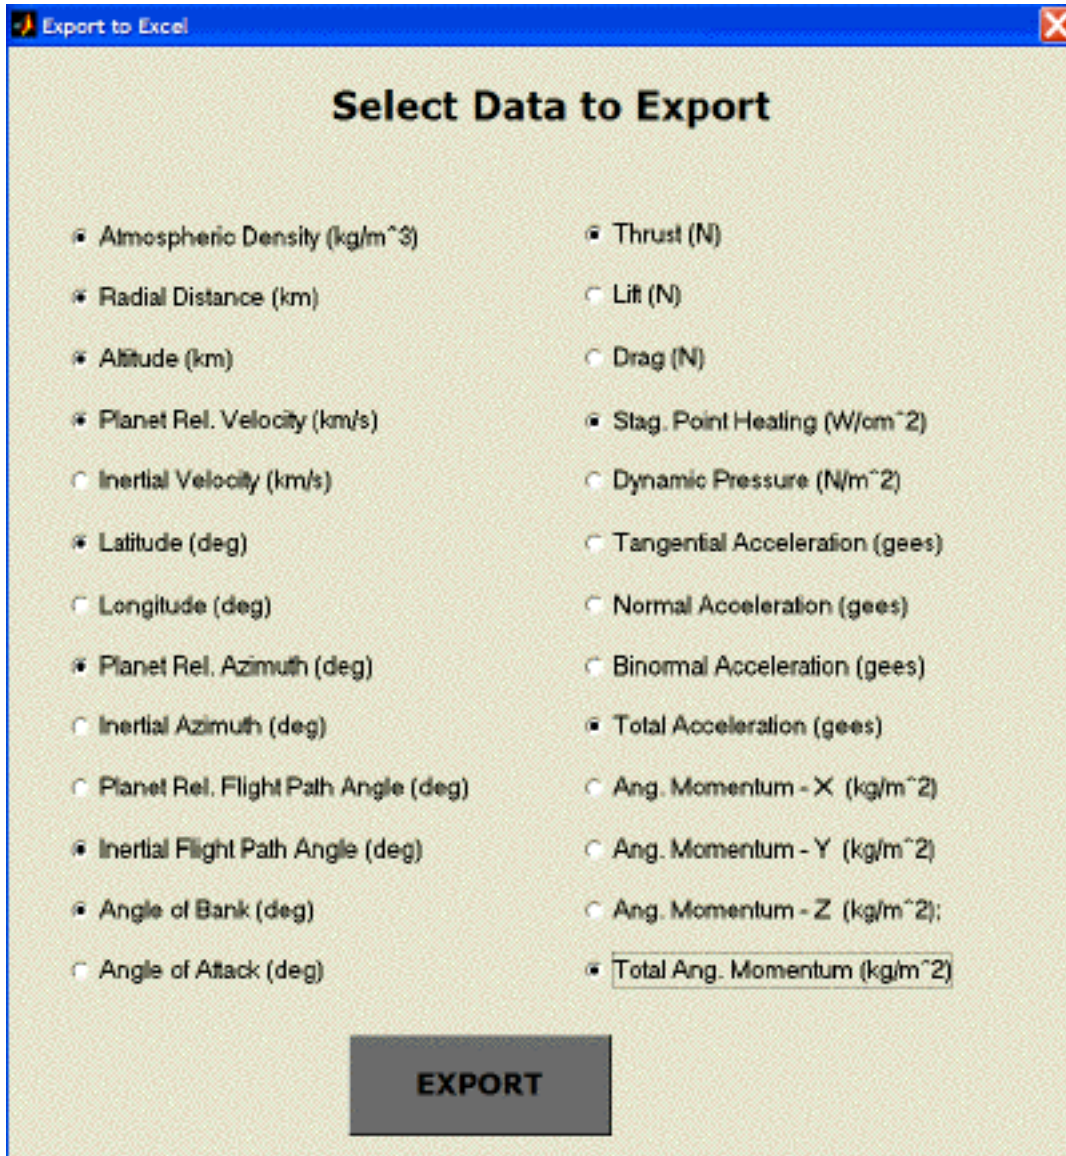 Export to Excel
Select Data to Export
Atmospheric Density (kg/m^3)
Radial Distance (km)
Altitude (km)
Planet Rel. Velocity (km/s)
Inertial Velocity (km/s)
Latitude (deg)
Longitude (deg)
Planet Rel. Azimuth (deg)
Inertial Azimuth (deg)
Planet Rel. Flight Path Angle (deg)
Inertial Flight Path Angle (deg)
Angle of Bank (deg)
Angle of Attack (deg)
Thrust (N)
Lift (N)
Drag (N)
Stag. Point Heating (W/cm^2)
Dynamic Pressure (N/m^2)
Tangential Acceleration (gees)
Normal Acceleration (gees)
Binormal Acceleration (gees)
Total Acceleration (gees)
Ang. Momentum - X (kg/m^2)
Ang. Momentum - Y (kg/m^2)
Ang. Momentum - Z (kg/m^2);
Total Ang. Momentum (kg/m^2)
EXPORT